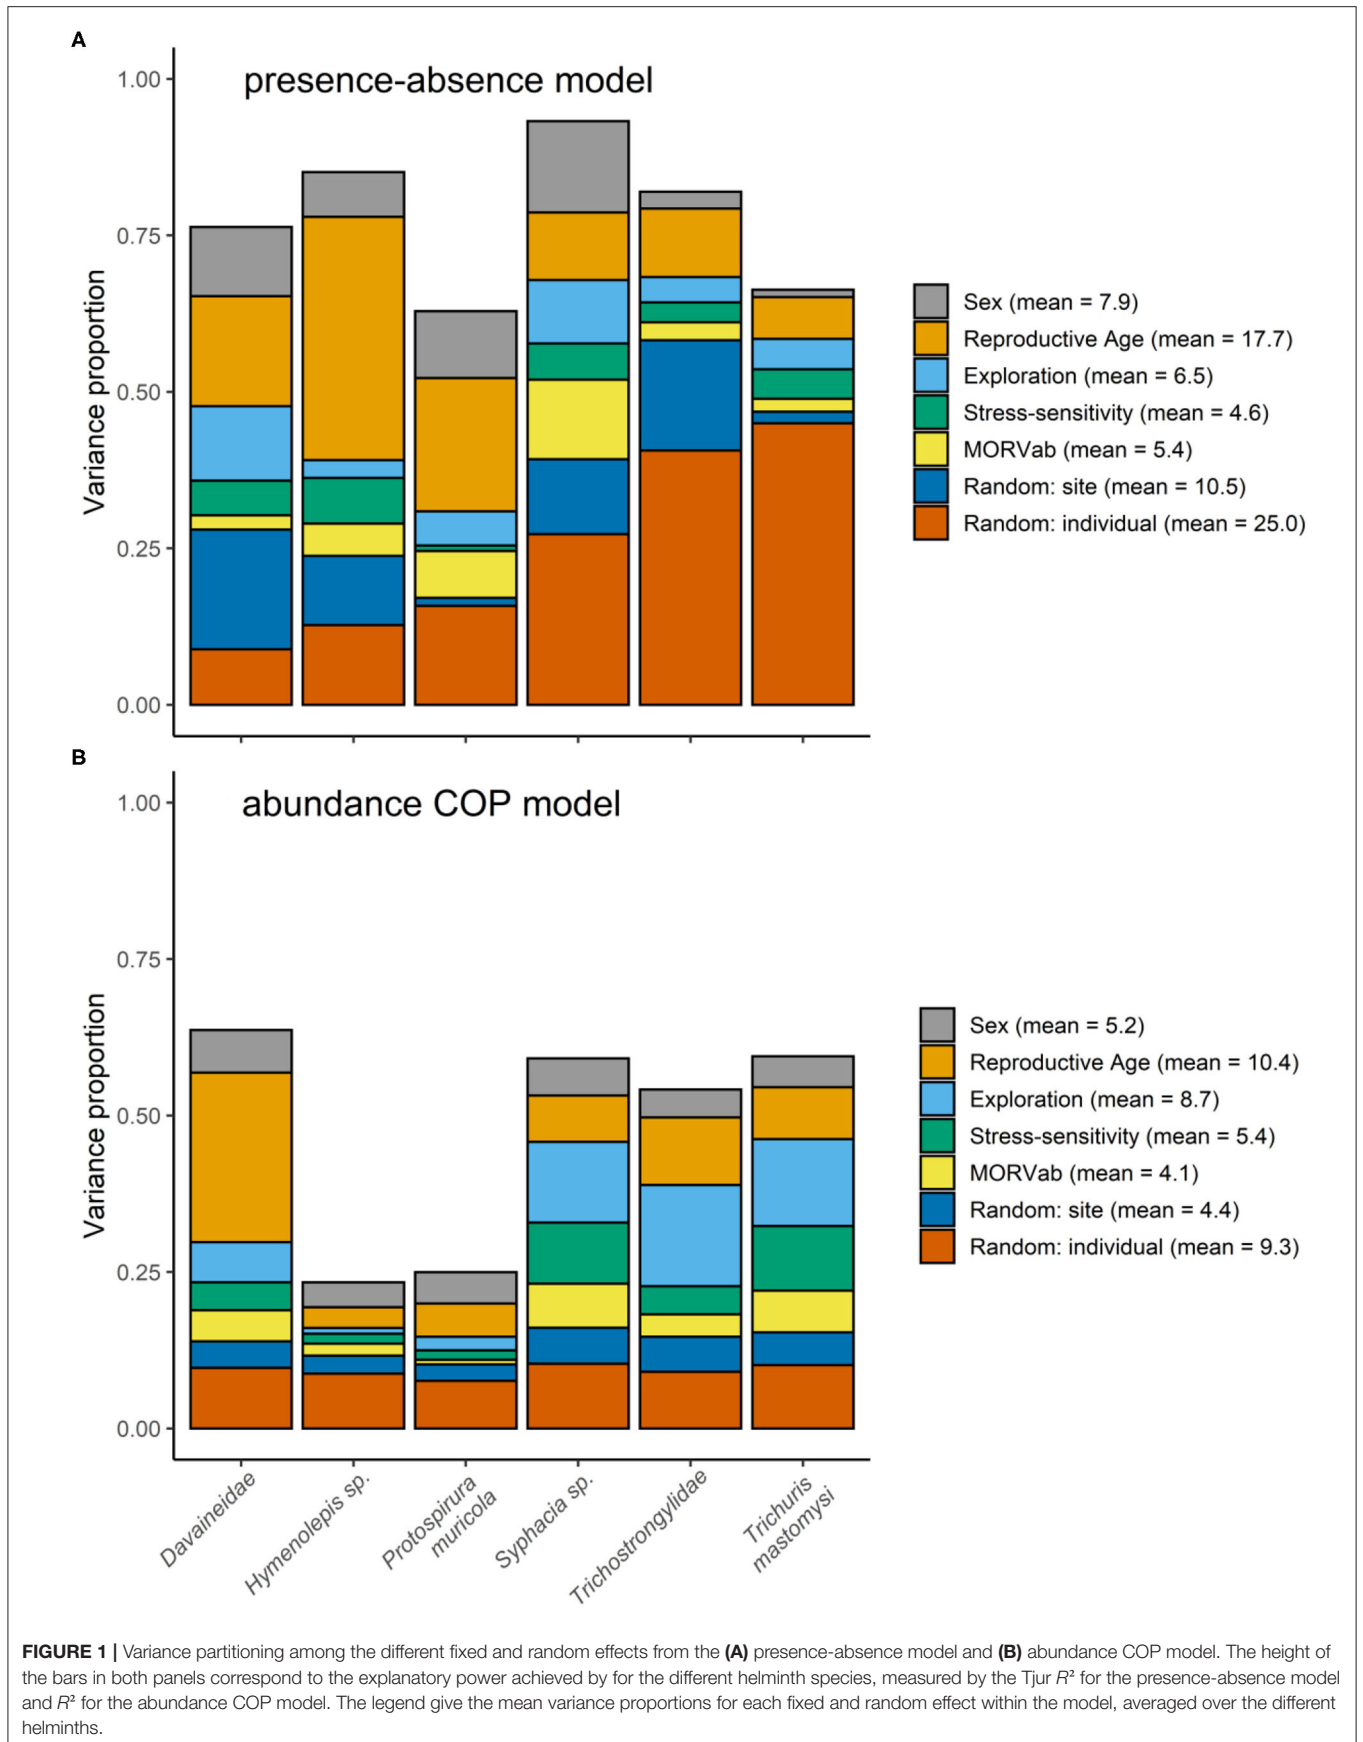 A
presence-absence model
1.00
0.75
0.50
0.25
0.00
Variance proportion
Sex (mean = 7.9)
Reproductive Age (mean = 17.7)
Exploration (mean = 6.5)
Stress-sensitivity (mean = 4.6)
MORVab (mean = 5.4)
Random: site (mean = 10.5)
Random: individual (mean = 25.0)
B
abundance COP model
1.00
0.75
0.50
0.25
0.00
Variance proportion
Sex (mean = 5.2)
Reproductive Age (mean = 10.4)
Exploration (mean = 8.7)
Stress-sensitivity (mean = 5.4)
MORVab (mean = 4.1)
Random: site (mean = 4.4)
Random: individual (mean = 9.3)
Davaineidae
Hymenolepis sp.
Protospirura
muricola
Syphacia sp.
Trichostrongylidae
Trichuris
mastomysi
FIGURE 1 | Variance partitioning among the different fixed and random effects from the (A) presence-absence model and (B) abundance COP model. The height of
the bars in both panels correspond to the explanatory power achieved by for the different helminth species, measured by the Tjur R² for the presence-absence model
and R² for the abundance COP model. The legend give the mean variance proportions for each fixed and random effect within the model, averaged over the different
helminths.